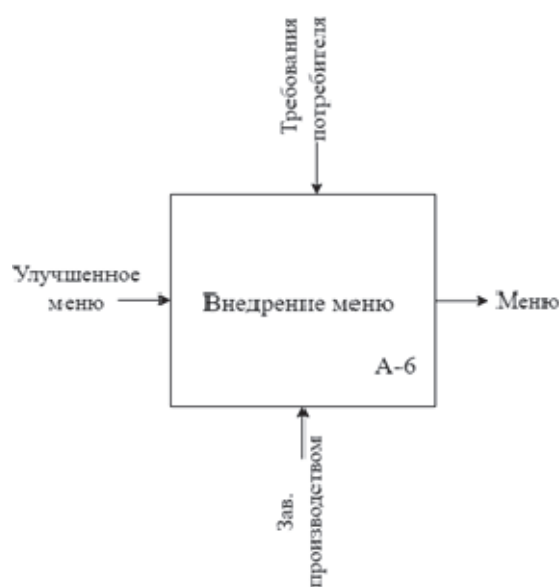 Требования
потребителя
Улучшенное
меню
Внедрение меню
Меню
А-6
Зав.
производством